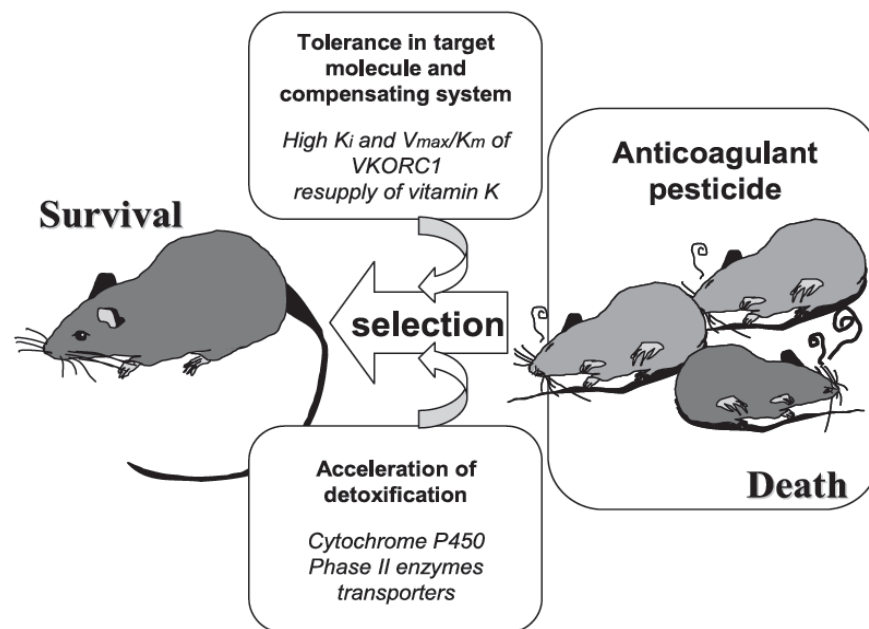 Tolerance in target
molecule and
compensating system
High Ki and Vmax/Km of
VKORC1
resupply of vitamin K
Anticoagulant
pesticide
Survival
selection
Acceleration of
detoxification
Cytochrome P450
Phase II enzymes
transporters
Death